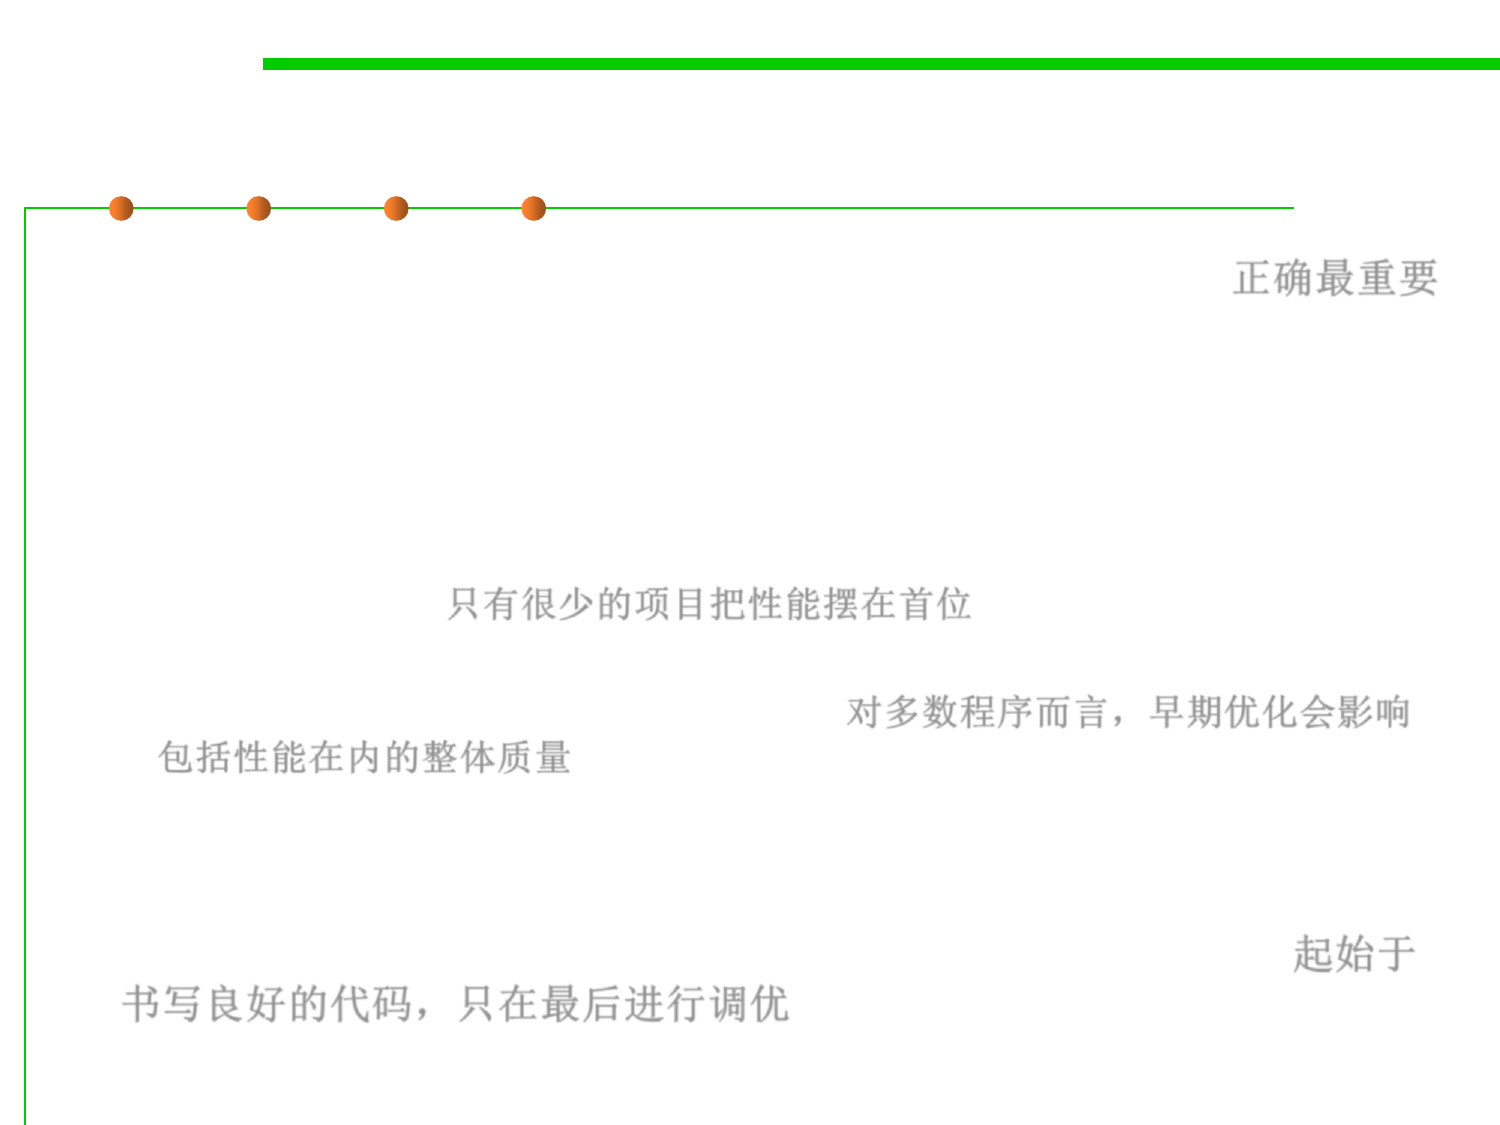 正确最重要
只有很少的项目把性能摆在首位
对多数程序而言，早期优化会影响
包括性能在内的整体质量
起始于
书写良好的代码，只在最后进行调优